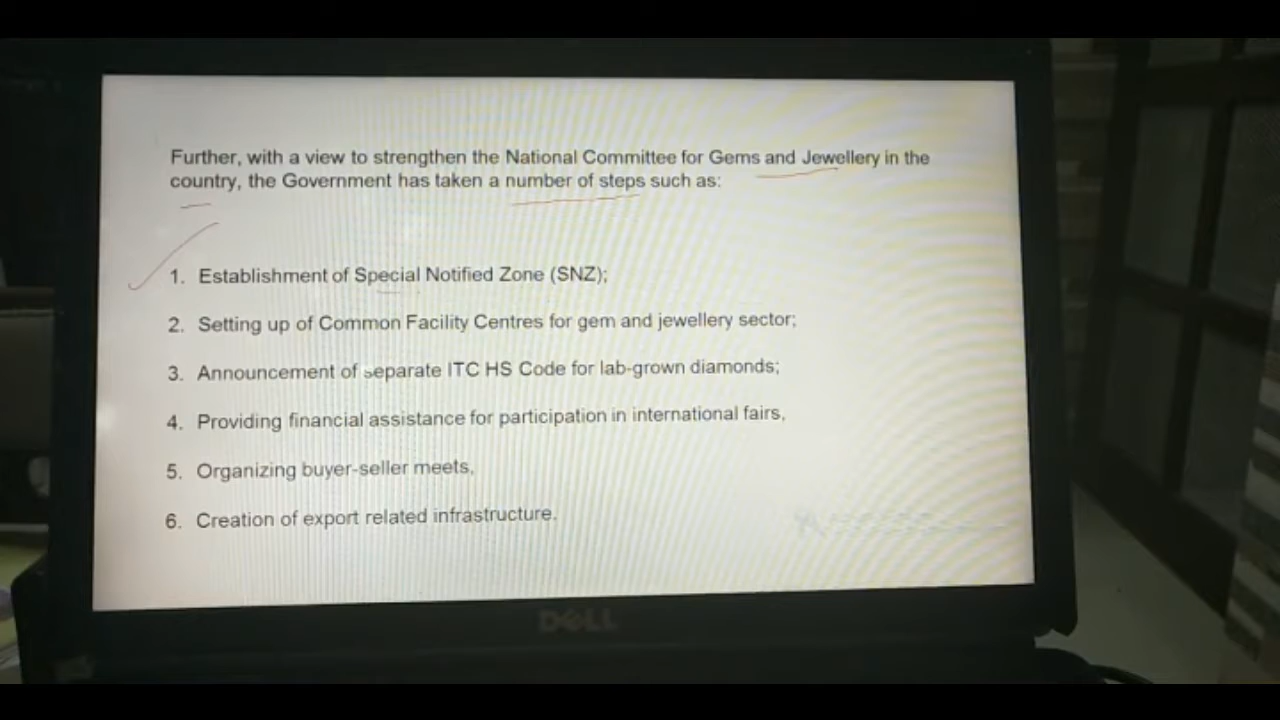 Further, with a view to strengthen the National Committee for Gems and Jewellery in the
country, the Government has taken a number of steps such as:
1. Establishment of Special Notified Zone (SNZ);
2. Setting up of Common Facility Centres for gem and jewellery sector;
3. Announcement of separate ITC HS Code for lab-grown diamonds;
4. Providing financial assistance for participation in international fairs,
5. Organizing buyer-seller meets,
6. Creation of export related infrastructure.
DELL